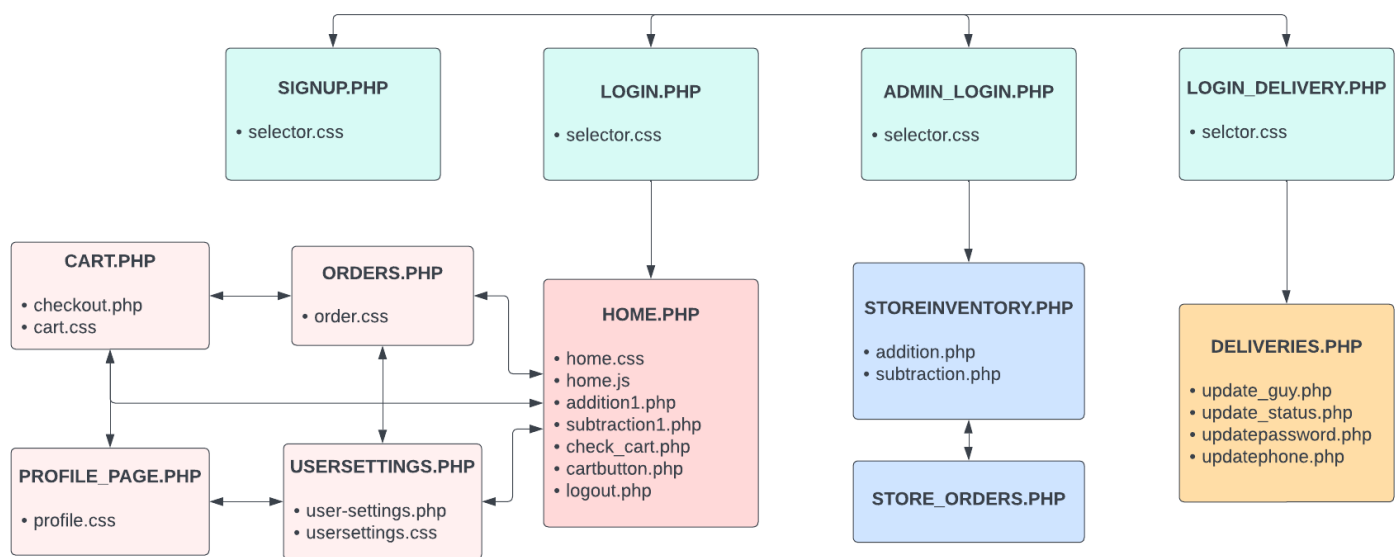 SIGNUP.PHP
• selector.css
LOGIN.PHP
• selector.css
ADMIN_LOGIN.PHP
• selector.css
LOGIN_DELIVERY.PHP
• selctor.css
CART.PHP
• checkout.php
• cart.css
ORDERS.PHP
• order.css
HOME.PHP
• home.css
• home.js
• addition1.php
• subtraction1.php
• check_cart.php
• cartbutton.php
• logout.php
STOREINVENTORY.PHP
• addition.php
• subtraction.php
DELIVERIES.PHP
• update_guy.php
• update_status.php
• updatepassword.php
• updatephone.php
PROFILE_PAGE.PHP
• profile.css
USERSETTINGS.PHP
• user-settings.php
• usersettings.css
STORE_ORDERS.PHP